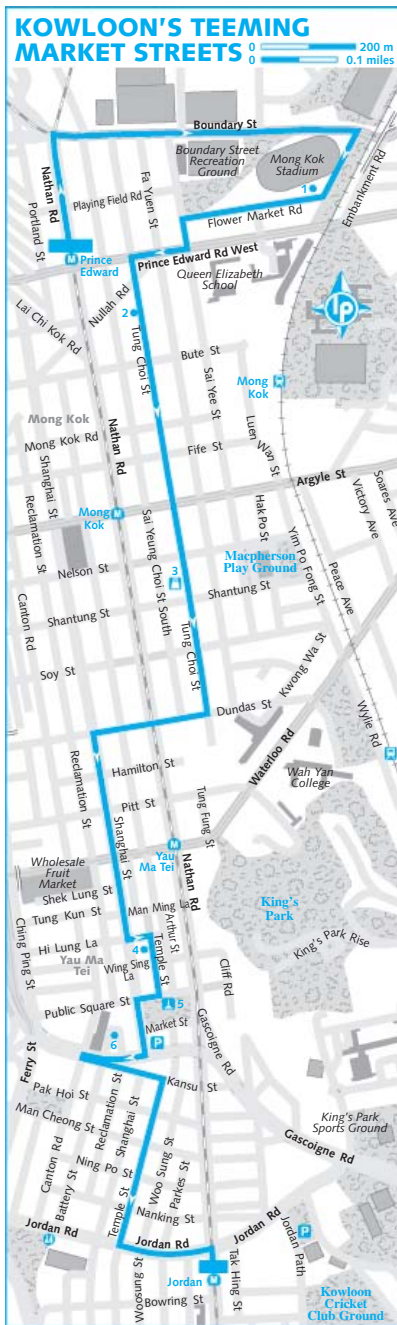 KOWLOON'S TEEMING
MARKET STREETS
0 200 m
0 0.1 miles
Boundary St
Boundary Street
Recreation
Ground
Mong Kok
Stadium
1
Embankment Rd
Nathan Rd
Portland St
Playing Field Rd
Fa Yuen St
Flower Market Rd
M
Prince
Edward
Prince Edward Rd West
Queen Elizabeth
School
Nullah Rd
2
Lai Chi Kok Rd
Tung Choi St
LP
Bute St
Sai Yee St
Mong
Kok
Luen Wan St
Mong Kok
Nathan Rd
Mong Kok Rd
Fife St
Shanghai St
Reclamation St
Argyle St
Soares Ave
Victory Ave
M
Mong
Kok
Sai Yeung Choi St South
Hak Po St
Yim Po Fong St
Peace Ave
3
Macpherson
Play Ground
Nelson St
Canton Rd
Shantung St
Shantung St
Tung Choi St
Soy St
Kwong Wa St
Dundas St
Wylie Rd
Waterloo Rd
Reclamation St
Hamilton St
Wah Yan
College
Pitt St
Shanghai St
Tung Fung St
M
Yau
Ma Tei
Nathan Rd
Wholesale
Fruit
Market
Shek Lung St
Tung Kun St
Man Ming La
Arthur St
King's
Park
Ching Ping St
Hi Lung La
4
Temple St
King's Park Rise
Yau Ma
Tei
Wing Sing
La
Cliff Rd
Public Square St
5
Market St
Gascoigne Rd
6
P
Ferry St
Kansu St
Pak Hoi St
Man Cheong St
Reclamation St
Shanghai St
King's Park
Sports Ground
Gascoigne Rd
Canton Rd
Battery St
Ning Po St
Woo Sung St
Parkes St
Temple St
Nanking St
Jordan Rd
Jordan Rd
Jordan Rd
P
Jordan Path
Woosung St
Jordan
M
Tak Hing St
Bowring St
Kowloon
Cricket
Club Ground